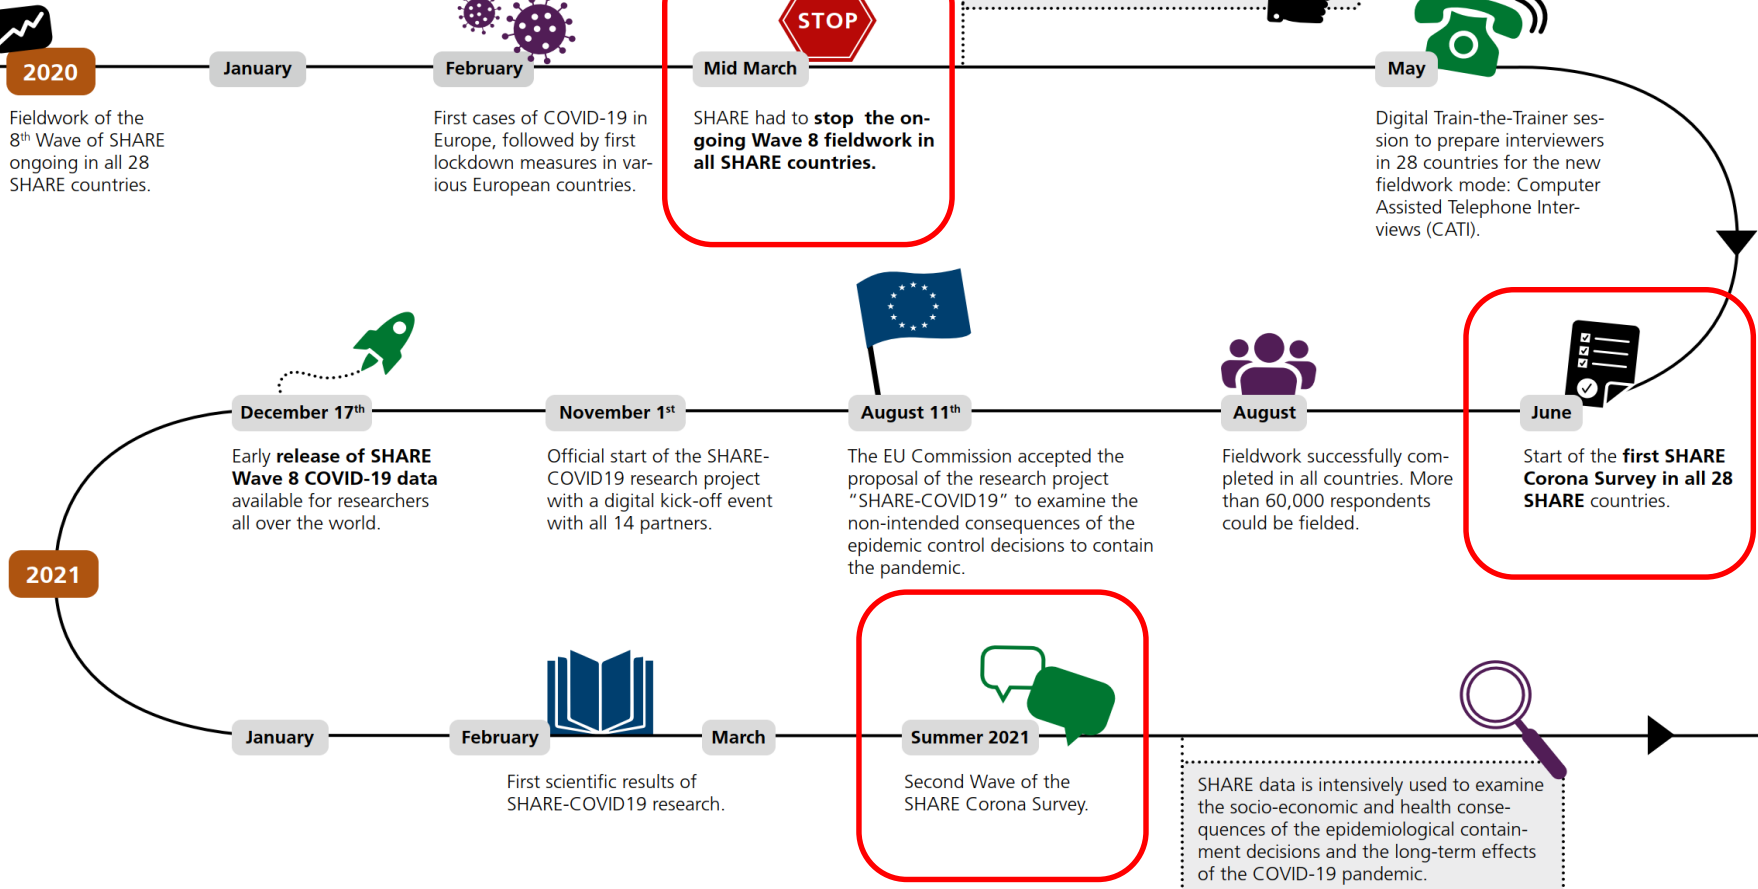 STOP
2020
January
February
Mid March
May
Fieldwork of the
8th Wave of SHARE
ongoing in all 28
SHARE countries.
First cases of COVID-19 in
Europe, followed by first
lockdown measures in var-
ious European countries.
SHARE had to stop the on-
going Wave 8 fieldwork in
all SHARE countries.
Digital Train-the-Trainer ses-
sion to prepare interviewers
in 28 countries for the new
fieldwork mode: Computer
Assisted Telephone Inter-
views (CATI).
June
Start of the first SHARE
Corona Survey in all 28
SHARE countries.
August
Fieldwork successfully com-
pleted in all countries. More
than 60,000 respondents
could be fielded.
August 11th
The EU Commission accepted the
proposal of the research project
"SHARE-COVID19" to examine the
non-intended consequences of the
epidemic control decisions to contain
the pandemic.
November 1st
Official start of the SHARE-
COVID19 research project
with a digital kick-off event
with all 14 partners.
December 17th
Early release of SHARE
Wave 8 COVID-19 data
available for researchers
all over the world.
2021
January
February
First scientific results of
SHARE-COVID19 research.
March
Summer 2021
Second Wave of the
SHARE Corona Survey.
SHARE data is intensively used to examine
the socio-economic and health conse-
quences of the epidemiological contain-
ment decisions and the long-term effects
of the COVID-19 pandemic.